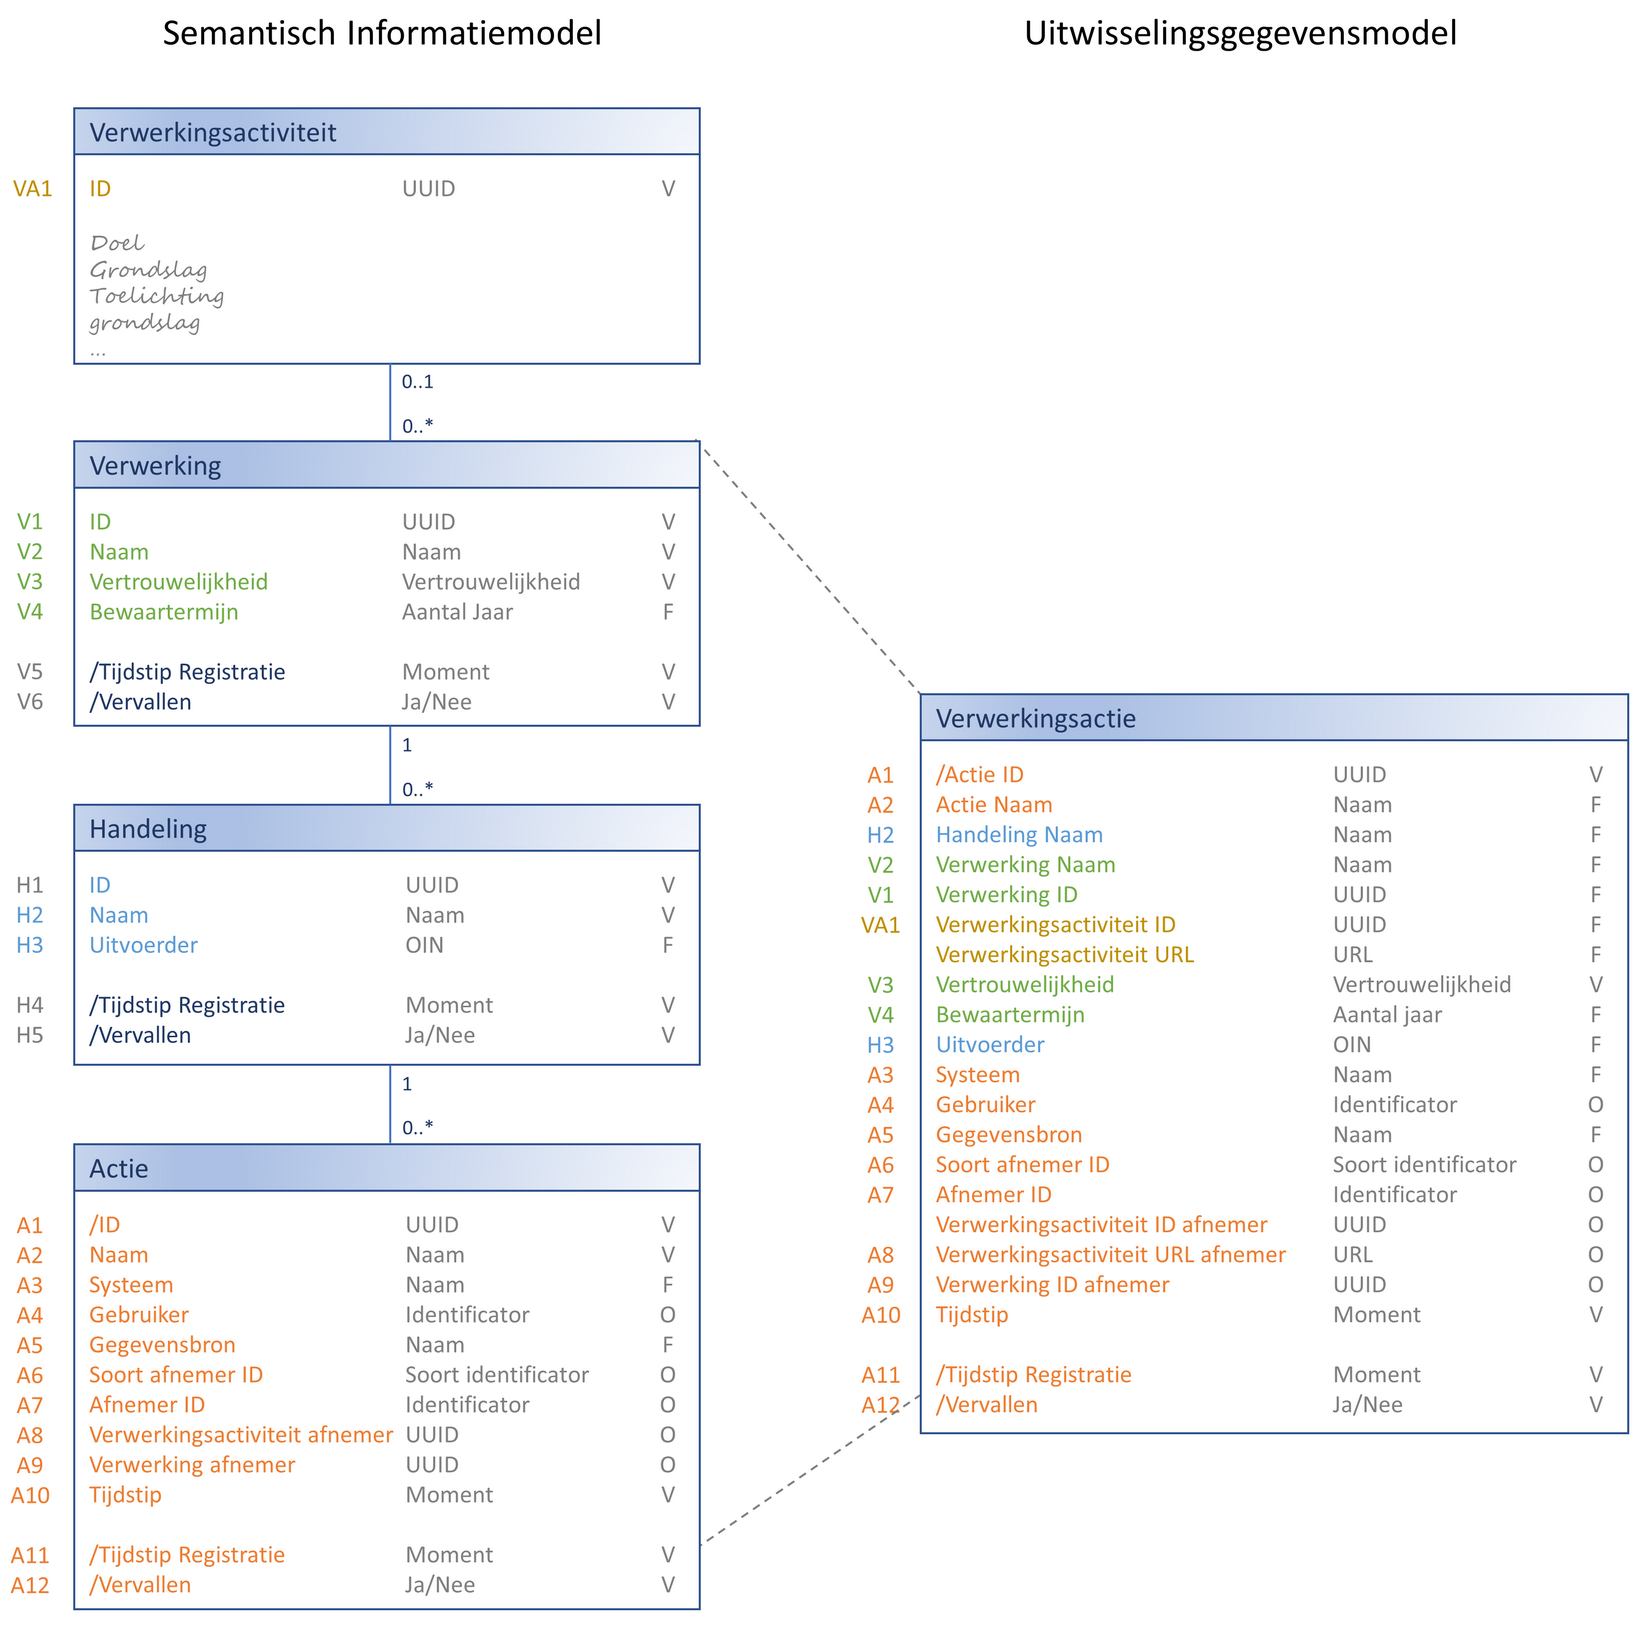 Semantisch Informatiemodel
Uitwisselingsgegevensmodel
Verwerkingsactiviteit
VA1 ID UUID V
Doel
Grondslag
Toelichting
grondslag
...
0..1
0..*
Verwerking
V1 ID UUID V
V2 Naam Naam V
V3 Vertrouwelijkheid Vertrouwelijkheid V
V4 Bewaartermijn Aantal Jaar F
V5 /Tijdstip Registratie Moment V
V6 /Vervallen Ja/Nee V
1
0..*
Handeling
H1 ID UUID V
H2 Naam Naam V
H3 Uitvoerder OIN F
H4 /Tijdstip Registratie Moment V
H5 /Vervallen Ja/Nee V
1
0..*
Actie
A1 /ID UUID V
A2 Naam Naam V
A3 Systeem Naam F
A4 Gebruiker Identificator O
A5 Gegevensbron Naam F
A6 Soort afnemer ID Soort identificator O
A7 Afnemer ID Identificator O
A8 Verwerkingsactiviteit afnemer UUID O
A9 Verwerking afnemer UUID O
A10 Tijdstip Moment V
A11 /Tijdstip Registratie Moment V
A12 /Vervallen Ja/Nee V
Verwerkingsactie
A1 /Actie ID UUID V
A2 Actie Naam Naam F
H2 Handeling Naam Naam F
V2 Verwerking Naam Naam F
V1 Verwerking ID UUID F
VA1 Verwerkingsactiviteit ID UUID F
Verwerkingsactiviteit URL URL F
V3 Vertrouwelijkheid Vertrouwelijkheid V
V4 Bewaartermijn Aantal jaar F
H3 Uitvoerder OIN F
A3 Systeem Naam F
A4 Gebruiker Identificator O
A5 Gegevensbron Naam F
A6 Soort afnemer ID Soort identificator O
A7 Afnemer ID Identificator O
Verwerkingsactiviteit ID afnemer UUID O
A8 Verwerkingsactiviteit URL afnemer URL O
A9 Verwerking ID afnemer UUID O
A10 Tijdstip Moment V
A11 /Tijdstip Registratie Moment V
A12 /Vervallen Ja/Nee V